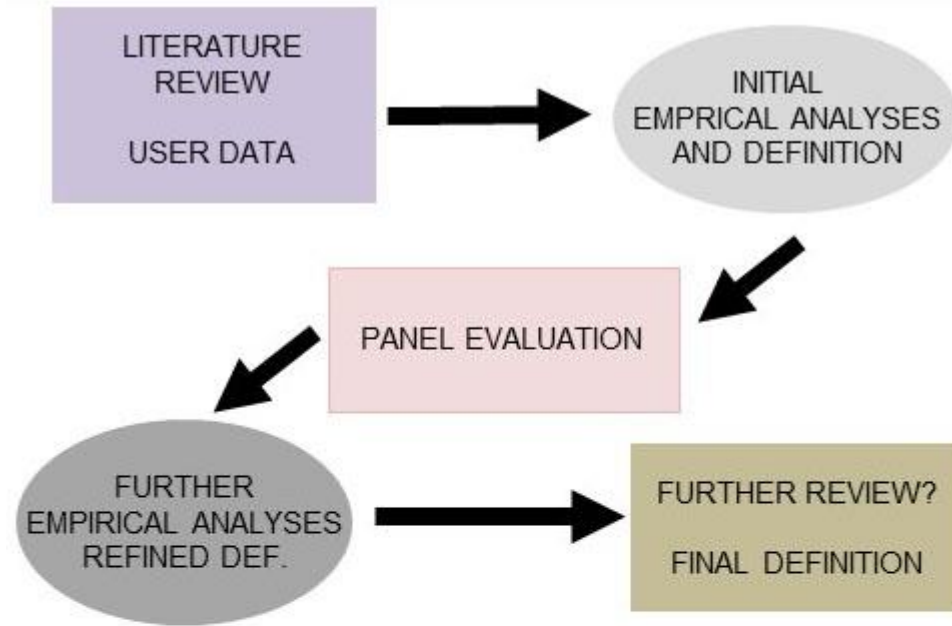 LITERATURE
REVIEW
USER DATA
INITIAL
EMPRICAL ANALYSES
AND DEFINITION
PANEL EVALUATION
FURTHER
EMPIRICAL ANALYSES
REFINED DEF.
FURTHER REVIEW?
FINAL DEFINITION